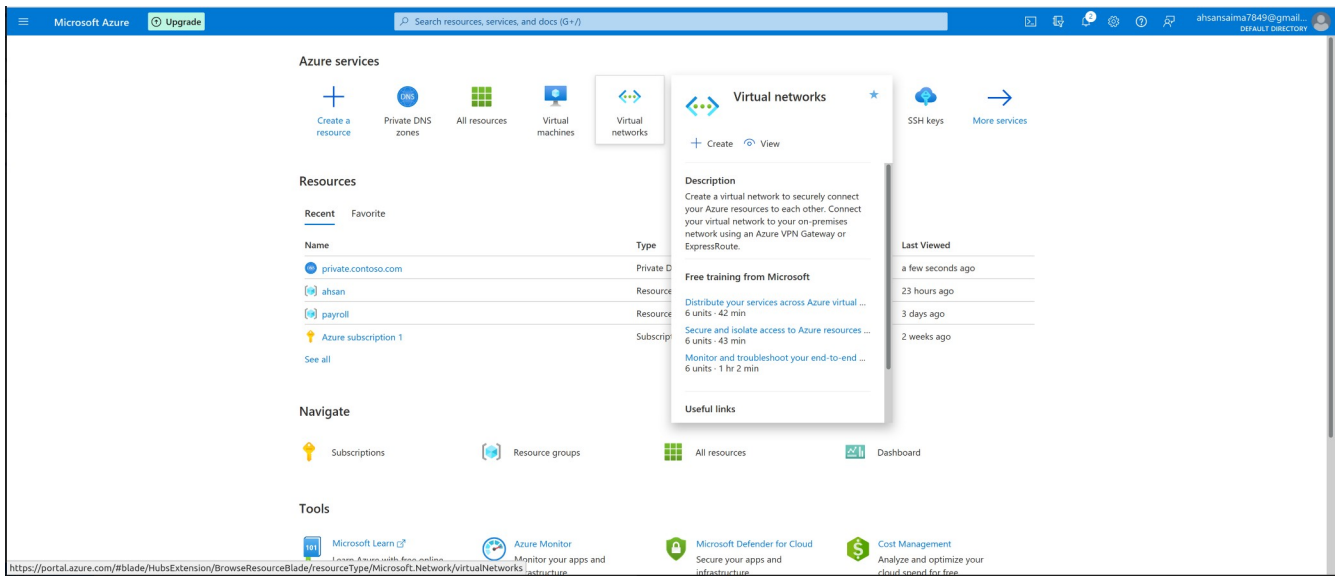 Microsoft Azure
Upgrade
Search resources, services, and docs (G+/)
2
ahsansaima7849@gmail...
DEFAULT DIRECTORY
Azure services
Create a resource
DNS
Private DNS zones
All resources
Virtual machines
Virtual networks
SSH keys
More services
Virtual networks
Create
View
Description
Create a virtual network to securely connect
your Azure resources to each other. Connect
your virtual network to your on-premises
network using an Azure VPN Gateway or
ExpressRoute.
Free training from Microsoft
Distribute your services across Azure virtual ...
6 units · 42 min
Secure and isolate access to Azure resources ...
6 units · 43 min
Monitor and troubleshoot your end-to-end ...
6 units · 1 hr 2 min
Useful links
Resources
Recent Favorite
Name Type Last Viewed
private.contoso.com Private D a few seconds ago
ahsan Resource 23 hours ago
payroll Resource 3 days ago
Azure subscription 1 Subscript 2 weeks ago
See all
Navigate
Subscriptions Resource groups All resources Dashboard
Tools
101
Microsoft Learn
Learn Azure with free online
Azure Monitor
Monitor your apps and
infrastructure
Microsoft Defender for Cloud
Secure your apps and
infrastructure
Cost Management
Analyze and optimize your
cloud spend for free
https://portal.azure.com/#blade/HubsExtension/BrowseResourceBlade/resourceType/Microsoft.Network/virtualNetworks